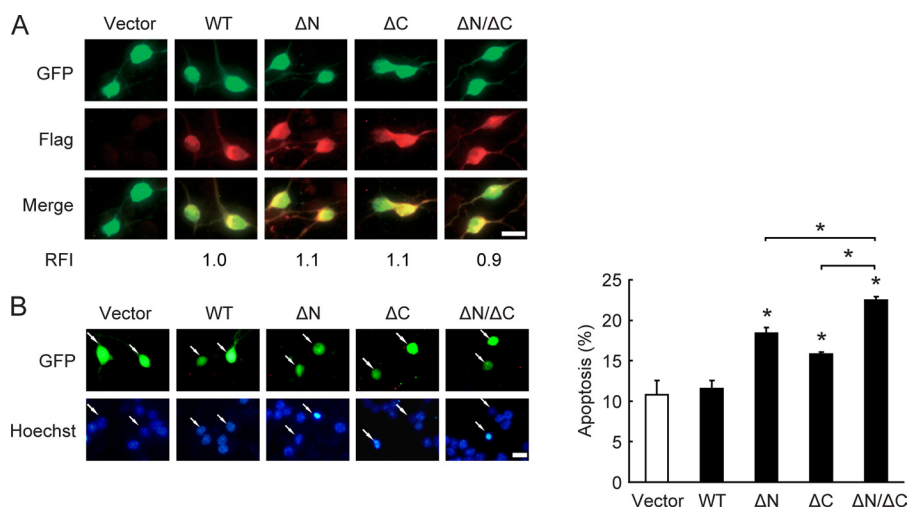 A
Vector WT ΔN ΔC ΔN/ΔC
GFP
Flag
Merge
RFI 1.0 1.1 1.1 0.9
B
Vector WT ΔN ΔC ΔN/ΔC
GFP
Hoechst
*
*
* * *
Apoptosis (%)
25
20
15
10
5
0
Vector WT ΔN ΔC ΔN/ΔC